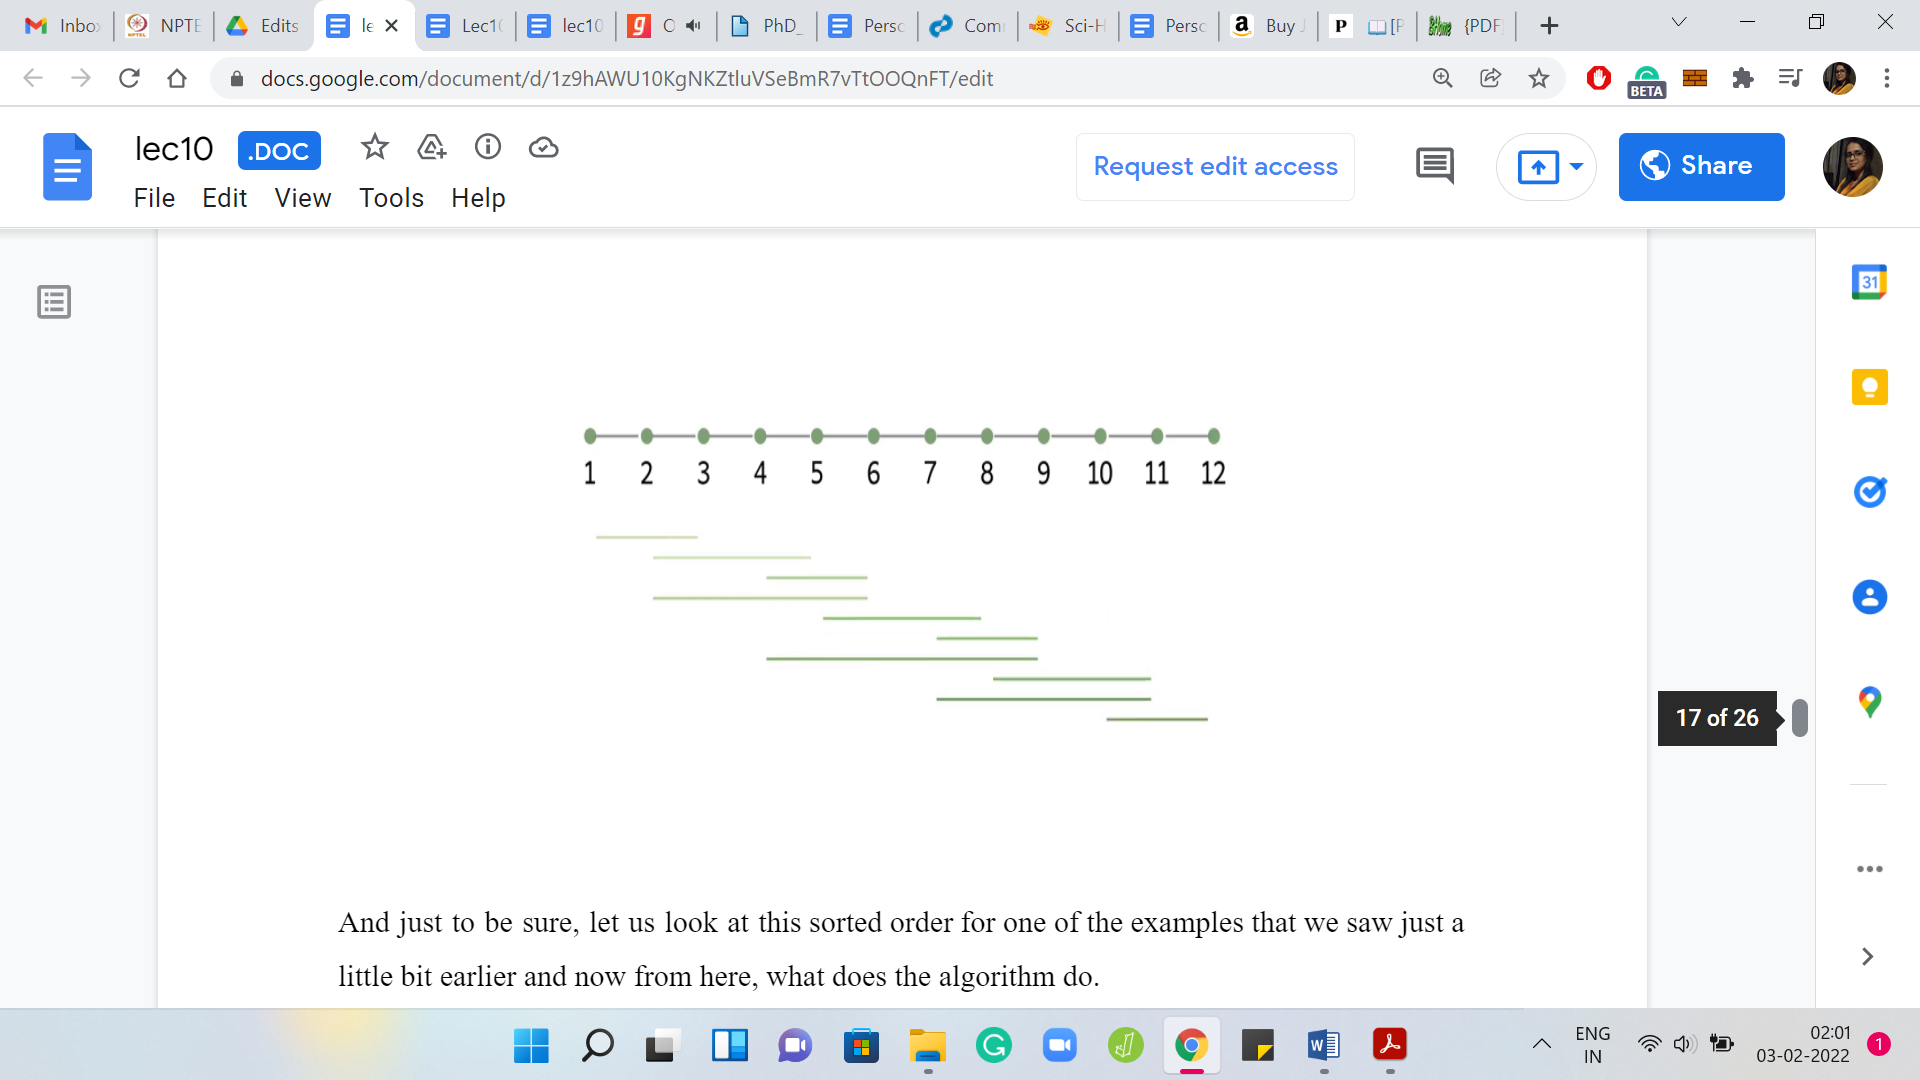 Inbo NPTE Edits le Lec1 lec10 O PhD_ Perso Com Sci-H Perso Buy J [P {PDF
docs.google.com/document/d/1z9hAWU10KgNKZtluVSeBmR7vTtOOQnFT/edit
BETA
lec10 .DOC
Request edit access
Share
File Edit View Tools Help
31
1 2 3 4 5 6 7 8 9 10 11 12
17 of 26
And just to be sure, let us look at this sorted order for one of the examples that we saw just a
little bit earlier and now from here, what does the algorithm do.
ENG
IN
02:01
03-02-2022
1